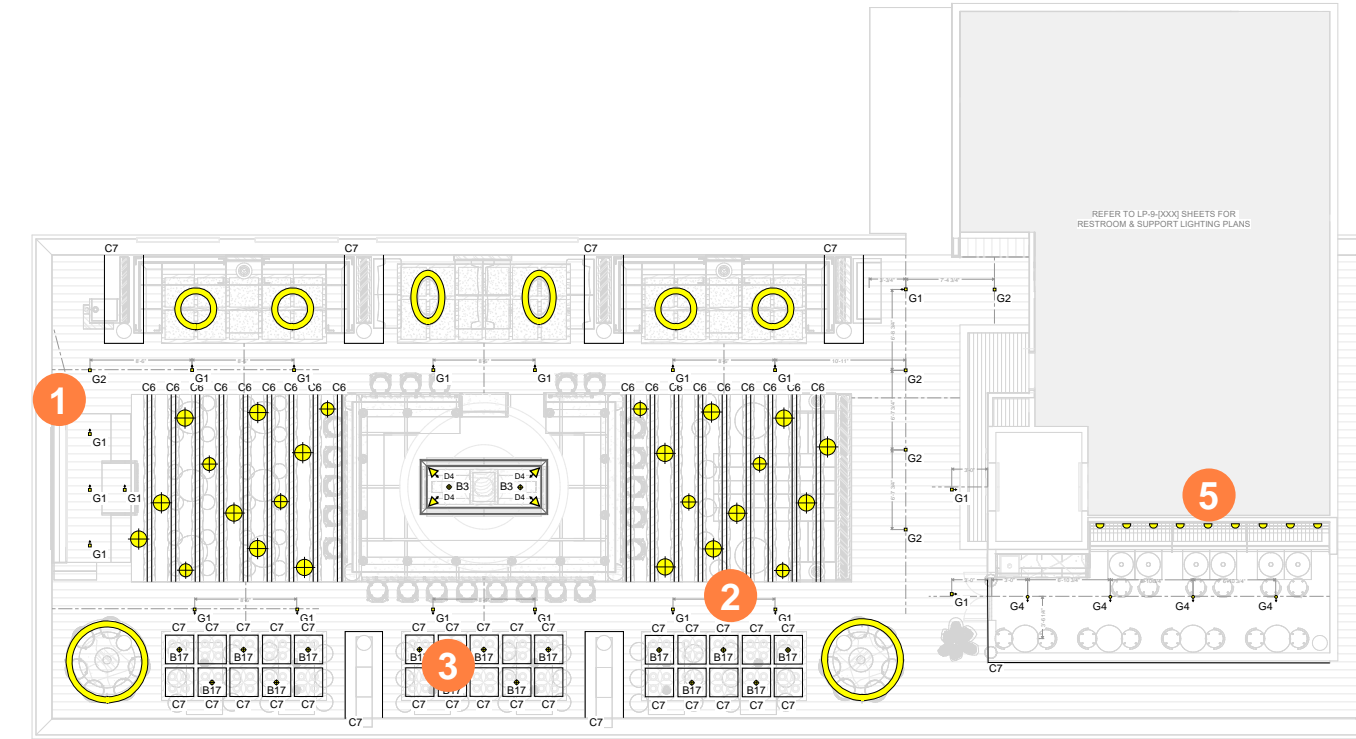 REFER TO LP-9-[XXX] SHEETS FOR
RESTROOM & SUPPORT LIGHTING PLANS
C7 C7 C7 C7
G1 G2
G2 G1 G1 G1 G1 G1 G2
C6 C6 C6 C6 C6 C6 C6 C6 C6
C6 C6 C6 C6 C6 C6 C6 C6 C6
1
G1
G2
D4 D4
B3 B3
D4 D4
G1 G1
G1
5
G1
G2
2
G1 G1 G1 G1 G1
G1
G4 G4 G4 G4
C7 C7 C7 C7 C7
C7 C7 C7 C7 C7
C7 C7 C7 C7 C7
B17 B17 B17
3
B17 B17
B17 B17 B17
B17 B17
B17 B17
B17 B17
C7
C7 C7 C7 C7 C7
C7 C7 C7 C7 C7
C7 C7 C7 C7 C7
C7 C7